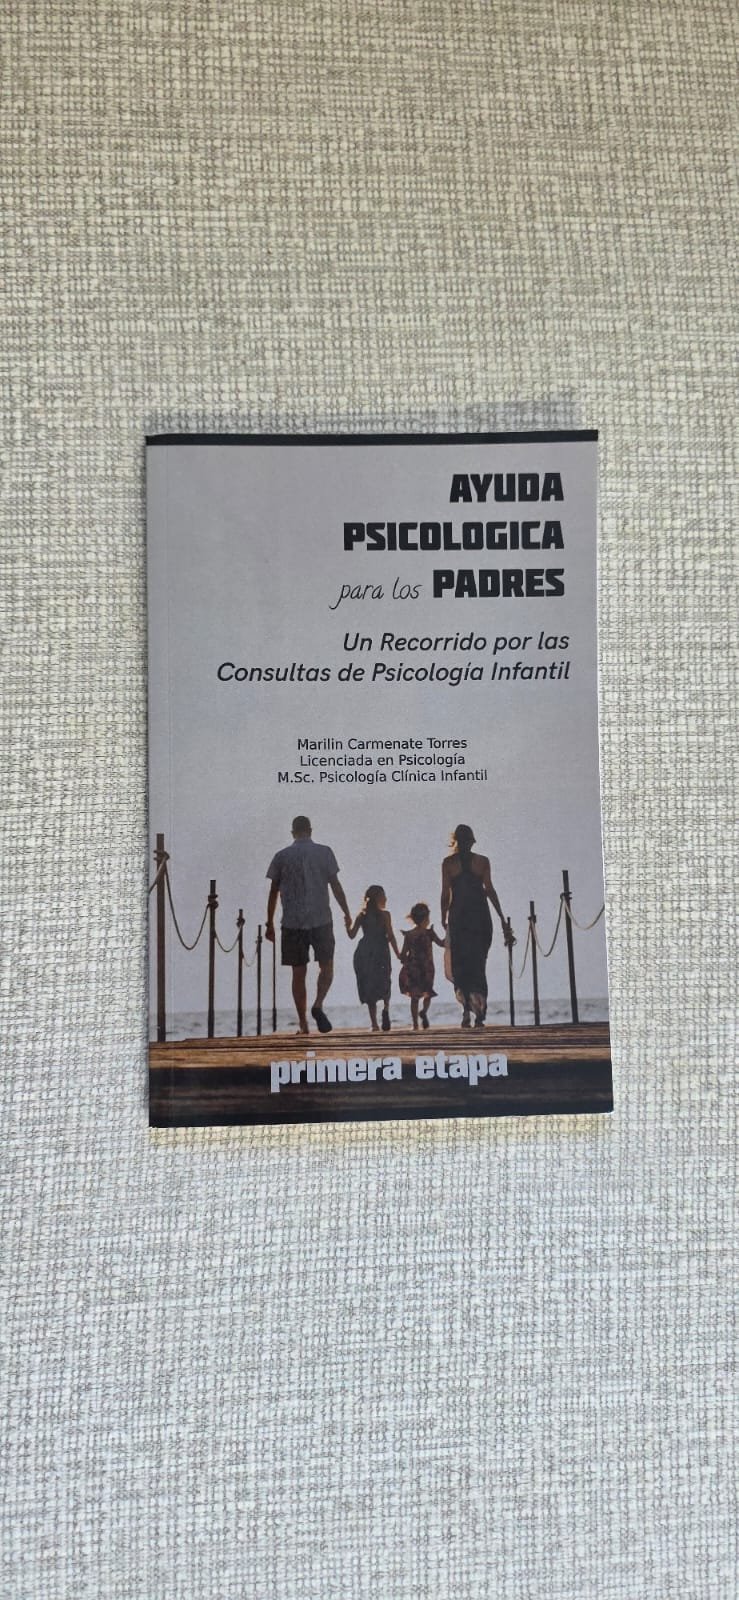 AYUDA
PSICOLOGICA
para los PADRES
Un Recorrido por las
Consultas de Psicología Infantil
Marilin Carmenate Torres
Licenciada en Psicología
M.Sc. Psicología Clínica Infantil
primera etapa